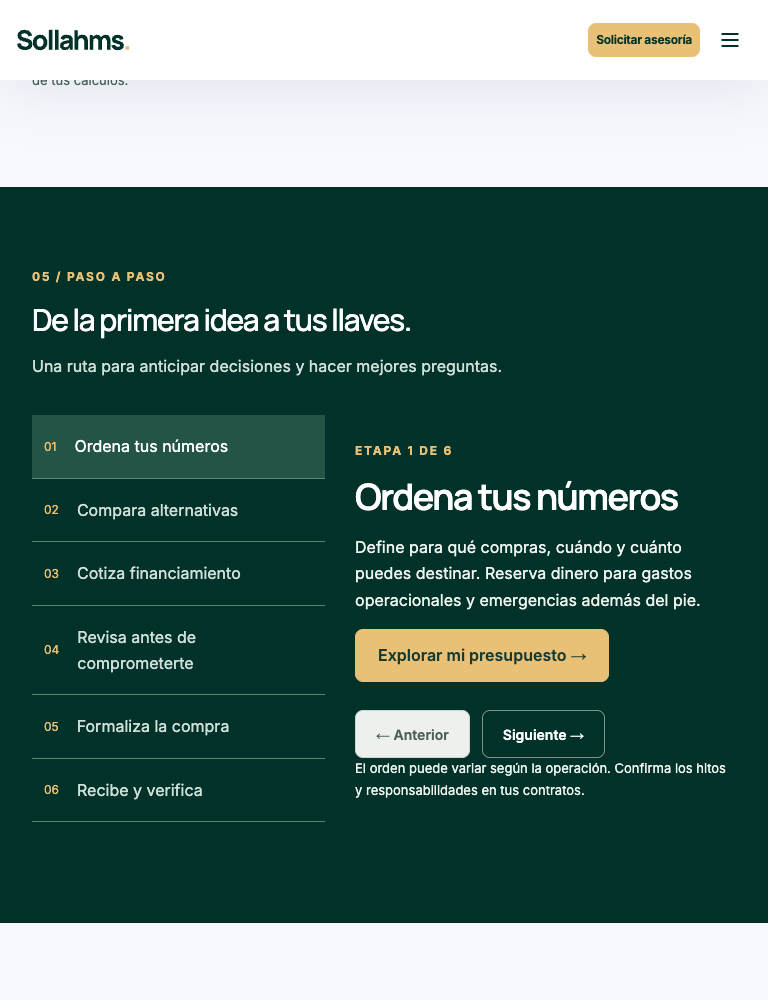 Sollahms.
Solicitar asesoría
de tus cálculos.
05 / PASO A PASO
De la primera idea a tus llaves.
Una ruta para anticipar decisiones y hacer mejores preguntas.
01 Ordena tus números
02 Compara alternativas
03 Cotiza financiamiento
04 Revisa antes de
comprometerte
05 Formaliza la compra
06 Recibe y verifica
ETAPA 1 DE 6
Ordena tus números
Define para qué compras, cuándo y cuánto
puedes destinar. Reserva dinero para gastos
operacionales y emergencias además del pie.
Explorar mi presupuesto →
← Anterior
Siguiente →
El orden puede variar según la operación. Confirma los hitos
y responsabilidades en tus contratos.